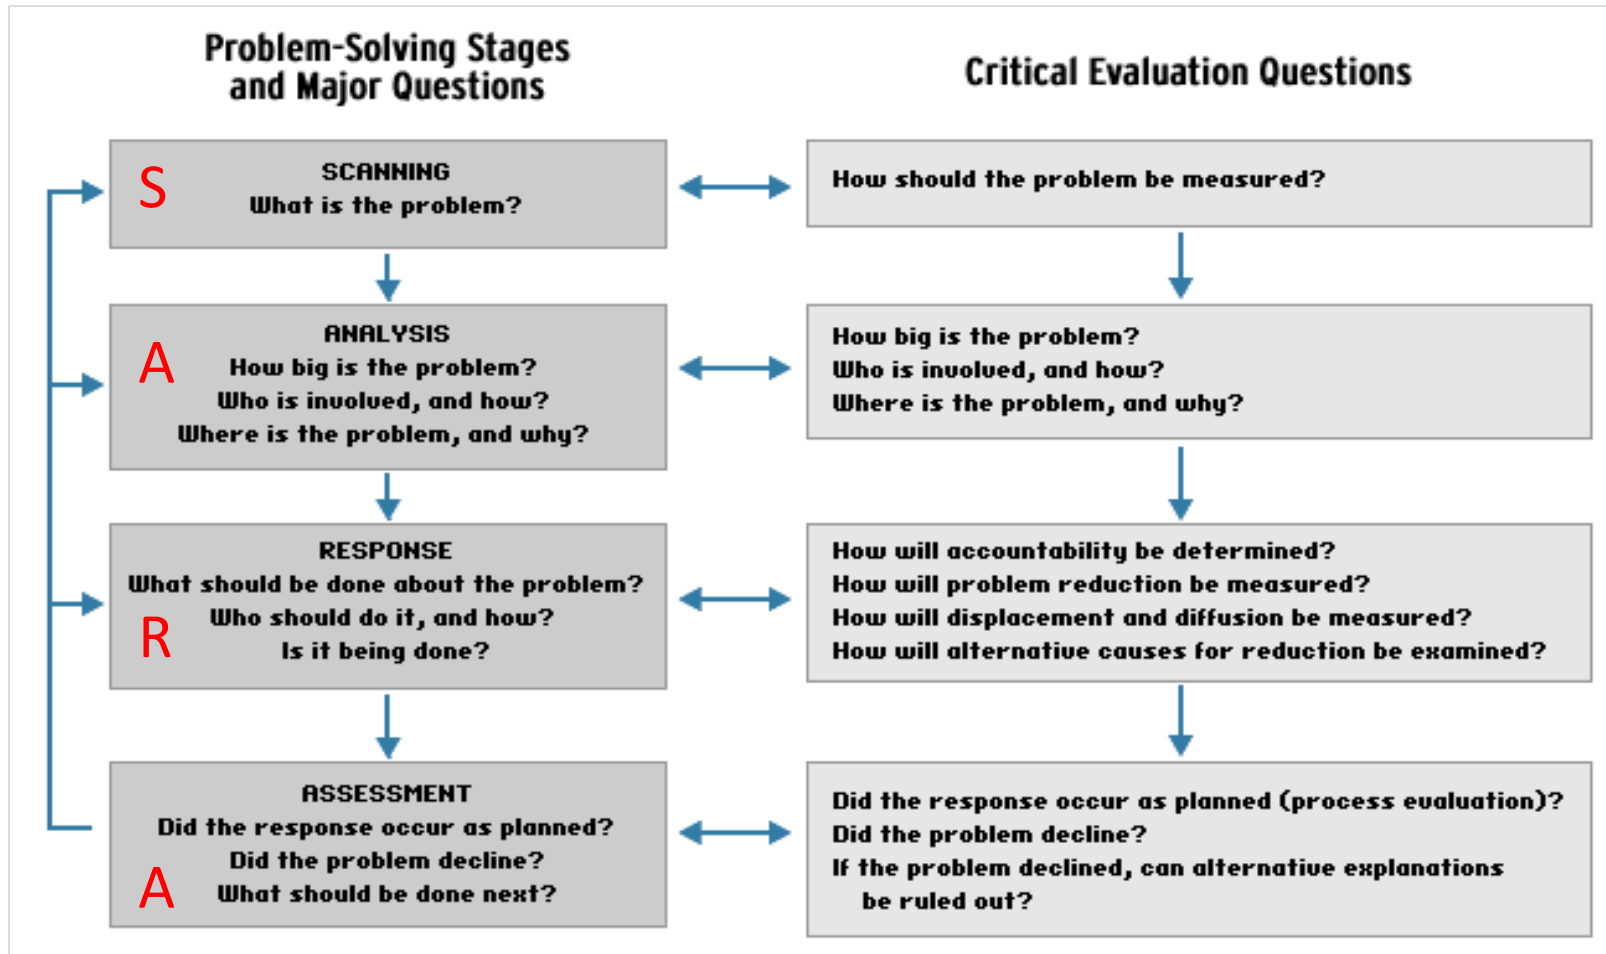 Problem-Solving Stages
and Major Questions
Critical Evaluation Questions
S
SCANNING
What is the problem?
How should the problem be measured?
A
ANALYSIS
How big is the problem?
Who is involved, and how?
Where is the problem, and why?
How big is the problem?
Who is involved, and how?
Where is the problem, and why?
R
RESPONSE
What should be done about the problem?
Who should do it, and how?
Is it being done?
How will accountability be determined?
How will problem reduction be measured?
How will displacement and diffusion be measured?
How will alternative causes for reduction be examined?
A
ASSESSMENT
Did the response occur as planned?
Did the problem decline?
What should be done next?
Did the response occur as planned (process evaluation)?
Did the problem decline?
If the problem declined, can alternative explanations
be ruled out?